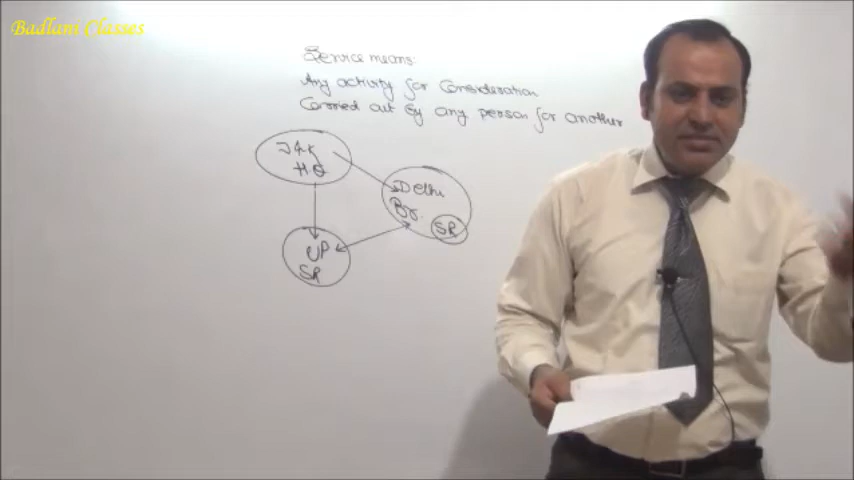 Badlani Classes
Service means:
Any activity for Consideration
Carried out by any person for another
J&K
HO
Delhi
Br.
SR
UP
SR